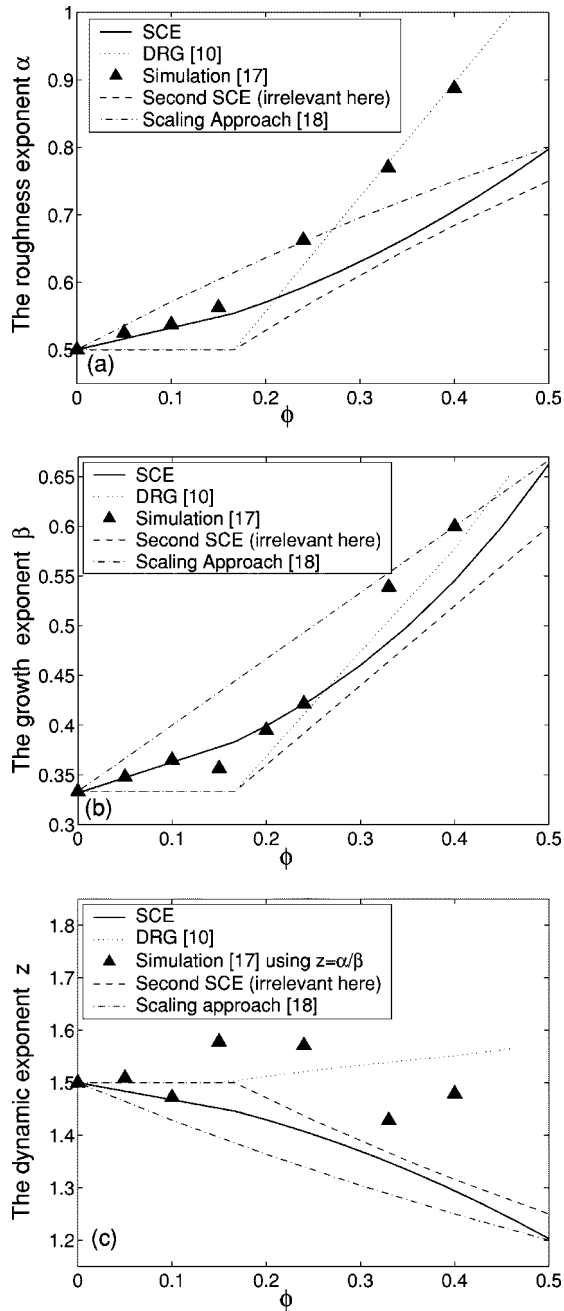 1
0.9
0.8
0.7
0.6
0.5
The roughness exponent α
SCE
DRG [10]
Simulation [17]
Second SCE (irrelevant here)
Scaling Approach [18]
(a)
0 0.1 0.2 0.3 0.4 0.5
ϕ
0.65
0.6
0.55
0.5
0.45
0.4
0.35
0.3
The growth exponent β
SCE
DRG [10]
Simulation [17]
Second SCE (irrelevant here)
Scaling Approach [18]
(b)
0 0.1 0.2 0.3 0.4 0.5
ϕ
1.8
1.7
1.6
1.5
1.4
1.3
1.2
The dynamic exponent z
SCE
DRG [10]
Simulation [17] using z=α/β
Second SCE (irrelevant here)
Scaling approach [18]
(c)
0 0.1 0.2 0.3 0.4 0.5
ϕ